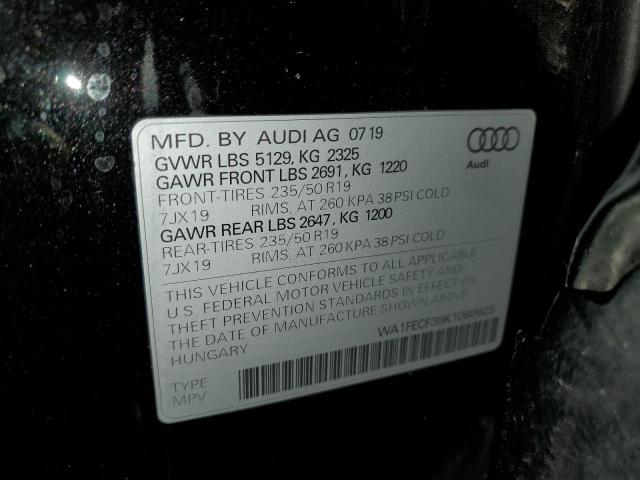 MFD. BY AUDI AG 07 19
GVWR LBS 5129, KG 2325
GAWR FRONT LBS 2691, KG 1220
FRONT-TIRES 235/50 R19
7JX19 RIMS, AT 260 KPA 38 PSI COLD
GAWR REAR LBS 2647, KG 1200
REAR-TIRES 235/50 R19
7JX19 RIMS, AT 260 KPA 38 PSI COLD
Audi
THIS VEHICLE CONFORMS TO ALL APPLICABLE
U.S. FEDERAL MOTOR VEHICLE SAFETY AND
THEFT PREVENTION STANDARDS IN EFFECT ON
THE DATE OF MANUFACTURE SHOWN ABOVE.
HUNGARY
WA1FECF39K1080629
TYPE
MPV